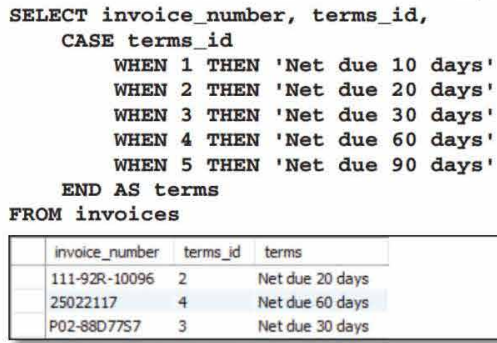 SELECT invoice_number, terms_id,
CASE terms_id
WHEN 1 THEN 'Net due 10 days'
WHEN 2 THEN 'Net due 20 days'
WHEN 3 THEN 'Net due 30 days'
WHEN 4 THEN 'Net due 60 days'
WHEN 5 THEN 'Net due 90 days'
END AS terms
FROM invoices
invoice_number terms_id terms
111-92R-10096 2 Net due 20 days
25022117 4 Net due 60 days
P02-88D77S7 3 Net due 30 days